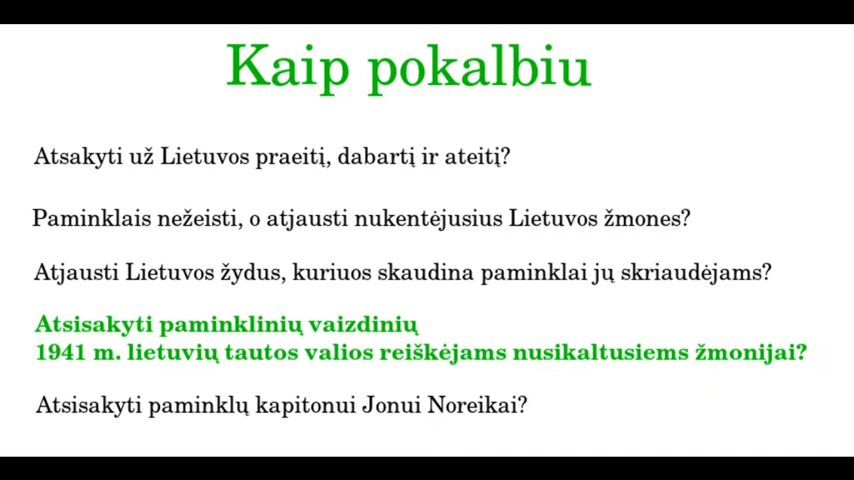 Kaip pokalbiu
Atsakyti už Lietuvos praeitį, dabartį ir ateitį?
Paminklais nežeisti, o atjausti nukentėjusius Lietuvos žmones?
Atjausti Lietuvos žydus, kuriuos skaudina paminklai jų skriaudėjams?
Atsisakyti paminklinių vaizdinių
1941 m. lietuvių tautos valios reiškėjams nusikaltusiems žmonijai?
Atsisakyti paminklų kapitonui Jonui Noreikai?